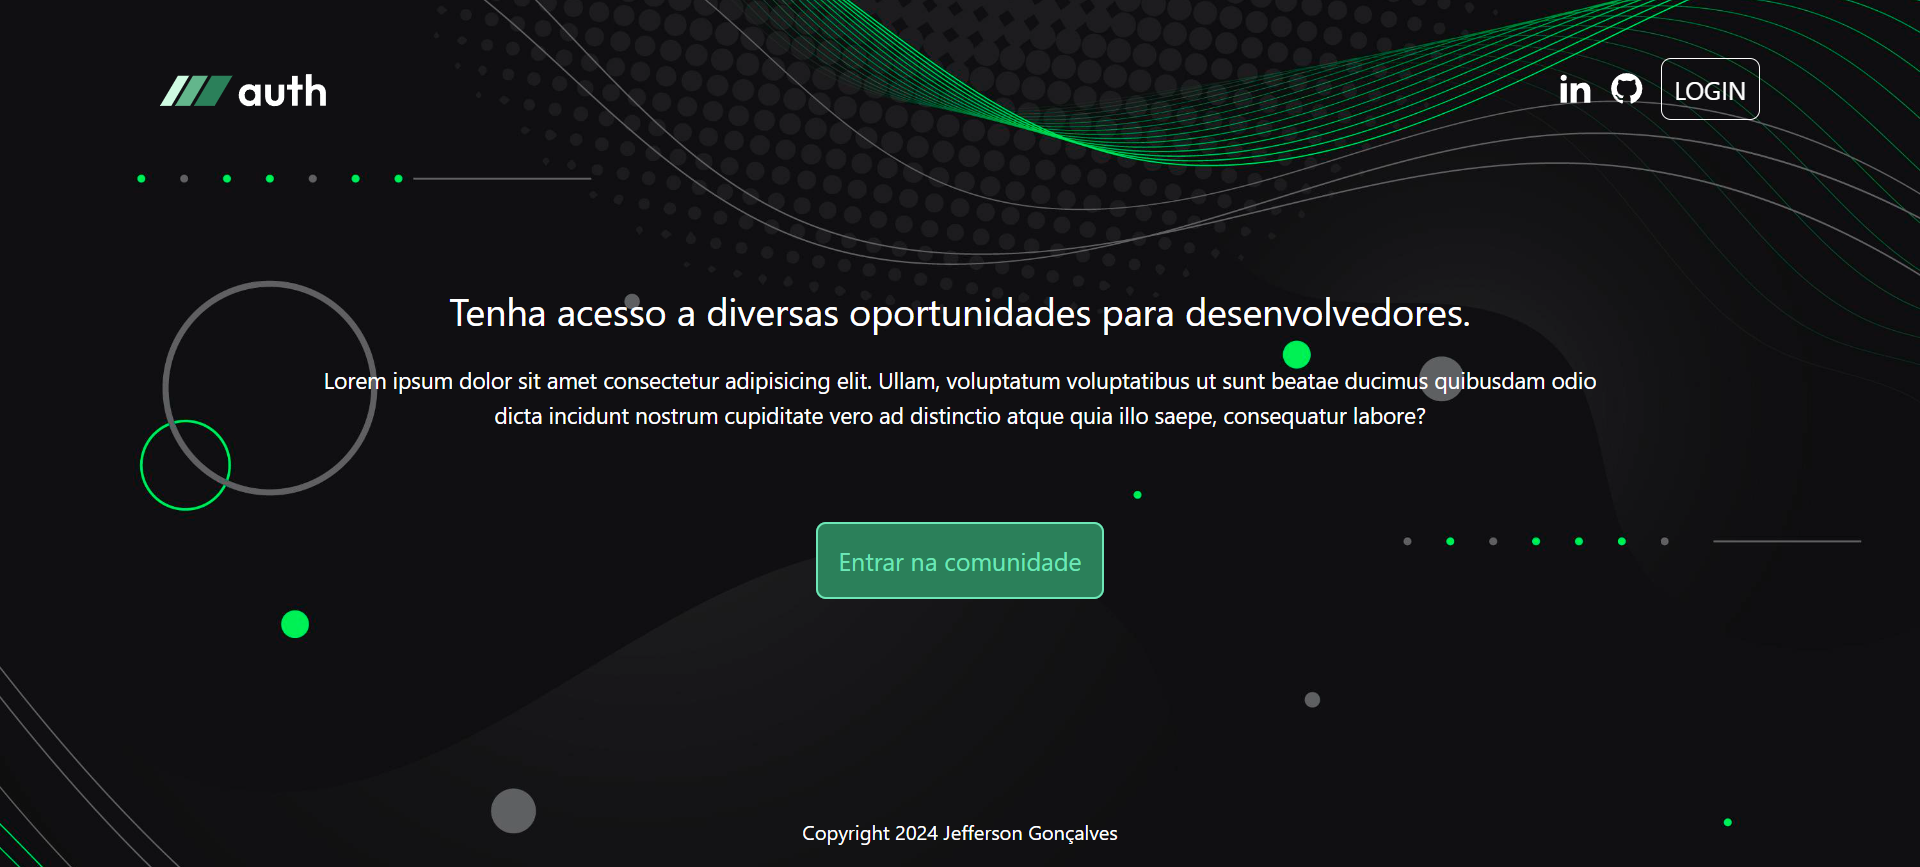 auth
in
LOGIN
Tenha acesso a diversas oportunidades para desenvolvedores.
Lorem ipsum dolor sit amet consectetur adipisicing elit. Ullam, voluptatum voluptatibus ut sunt beatae ducimus quibusdam odio
dicta incidunt nostrum cupiditate vero ad distinctio atque quia illo saepe, consequatur labore?
Entrar na comunidade
Copyright 2024 Jefferson Gonçalves